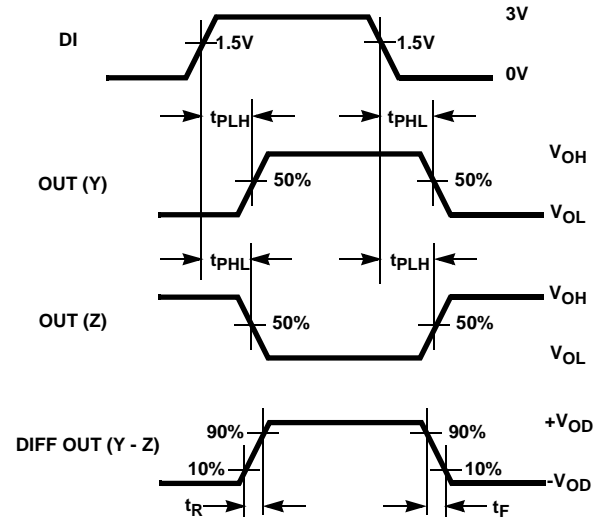 3V
DI
1.5V
1.5V
0V
tPLH
tPHL
VOH
OUT (Y)
50%
50%
VOL
tPHL
tPLH
VOH
OUT (Z)
50%
50%
VOL
+VOD
90%
90%
DIFF OUT (Y - Z)
10%
10%
-VOD
tR
tF